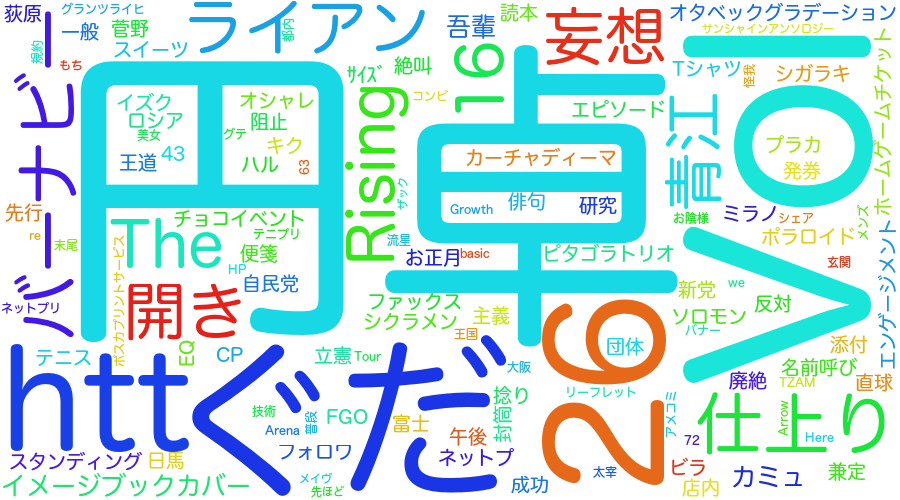 荻原
グランツライヒ
ライアン
都内
吾輩
読本
妄想
オタベックグラデーション
サンシャインアンソロジー
一般
菅野
規約
スイーツ
もち
ｻｲｽﾞ
絶叫
コンビ
16
Tシャツ
怪我
シガラキ
バーナビー
月
イズク
ロシア
美女
オシャレ
阻止
グテ
キク
ハル
63
王道
43
Rising
ザック
卓
エピソード
青江
プラカ
発券
OV
ホームゲームチケット
カーチャディーマ
Growth
俳句
研究
お陰様
ミラノ
シェア
メンズ
先行
re
末尾
The
チョコイベント
テニプリ
便箋
HP
自民党
流星
お正月
basic
ピタゴラトリオ
ポラロイド
玄関
ネットプリ
ポスカプリントサービス
開き
ファックス
シクラメン
主義
王国
26
新党
we
反対
ソロモン
バナー
エンゲージメント
テニス
EQ
CP
立憲
Tour
大阪
団体
添付
名前呼び
廃絶
TZAM
直球
http
ぐだぐだ
技術
普段
Arena
FGO
富士
捻り
封筒
リーフレット
アメコミ
仕上り
Arrow
Here
72
スタンディング
日馬
フォロワ
午後
ネットプ
イメージブックカバー
メイヴ
先ほど
成功
太宰
ビラ
店内
カミュ
兼定